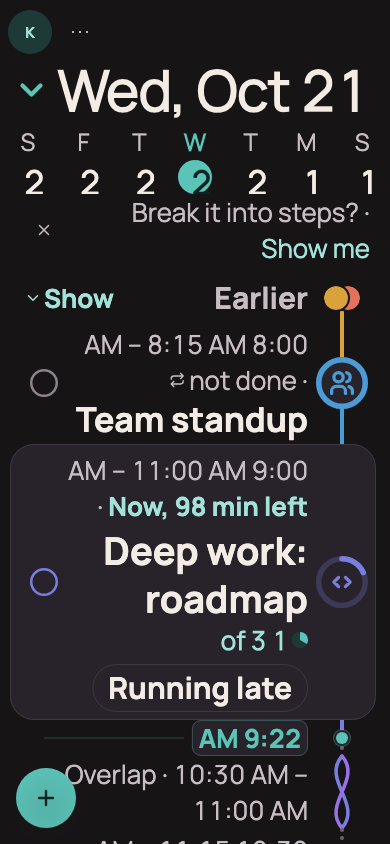 K
...
Wed, Oct 21
S F T W T M S
2 2 2 2 2 1 1
Break it into steps? ·
Show me
Show
Earlier
AM – 8:15 AM 8:00
not done ·
Team standup
AM – 11:00 AM 9:00
· Now, 98 min left
Deep work:
roadmap
of 3 1
Running late
AM 9:22
Overlap · 10:30 AM –
11:00 AM